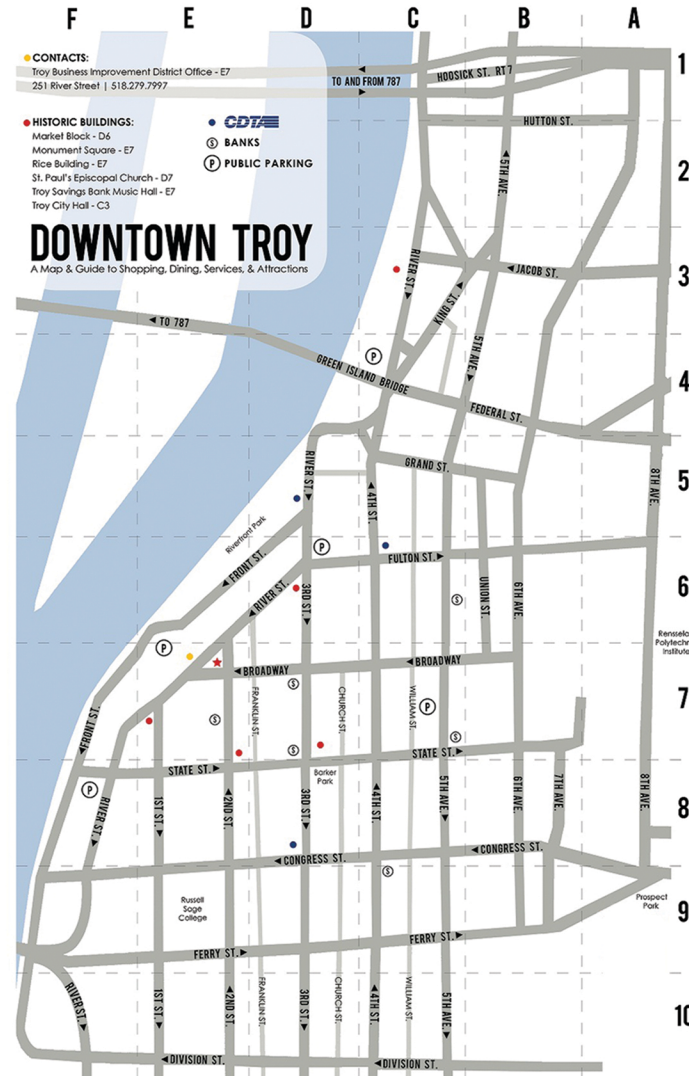 F E D C B A
CONTACTS:
Troy Business Improvement District Office - E7
251 River Street | 518.279.7997
HISTORIC BUILDINGS:
Market Block - D6
Monument Square - E7
Rice Building - E7
St. Paul's Episcopal Church - D7
Troy Savings Bank Music Hall - E7
Troy City Hall - C3
CDTA
S BANKS
P PUBLIC PARKING
DOWNTOWN TROY
A Map & Guide to Shopping, Dining, Services, & Attractions
1
TO AND FROM 787
HOOSICK ST. RT 7
HUTTON ST.
2
5TH AVE.
RIVER ST.
JACOB ST.
3
KING ST.
TO 787
5TH AVE.
P
GREEN ISLAND BRIDGE
4
FEDERAL ST.
RIVER ST.
GRAND ST.
4TH ST.
8TH AVE.
5
Riverfront Park
P
FRONT ST.
FULTON ST.
RIVER ST.
3RD ST.
S
UNION ST.
6TH AVE.
6
Renssela
Polytechn
Institute
P
BROADWAY
BROADWAY
S
FRANKLIN ST.
CHURCH ST.
WILLIAM ST.
P
7
FRONT ST.
S
S
S
STATE ST.
STATE ST.
Barker
Park
P
RIVER ST.
1ST ST.
2ND ST.
3RD ST.
4TH ST.
5TH AVE.
6TH AVE.
7TH AVE.
8TH AVE.
8
CONGRESS ST.
CONGRESS ST.
S
Russell
Sage
College
Prospect
Park
9
FERRY ST.
FERRY ST.
RIVER ST.
1ST ST.
2ND ST.
FRANKLIN ST.
3RD ST.
CHURCH ST.
4TH ST.
WILLIAM ST.
5TH AVE.
10
DIVISION ST.
DIVISION ST.